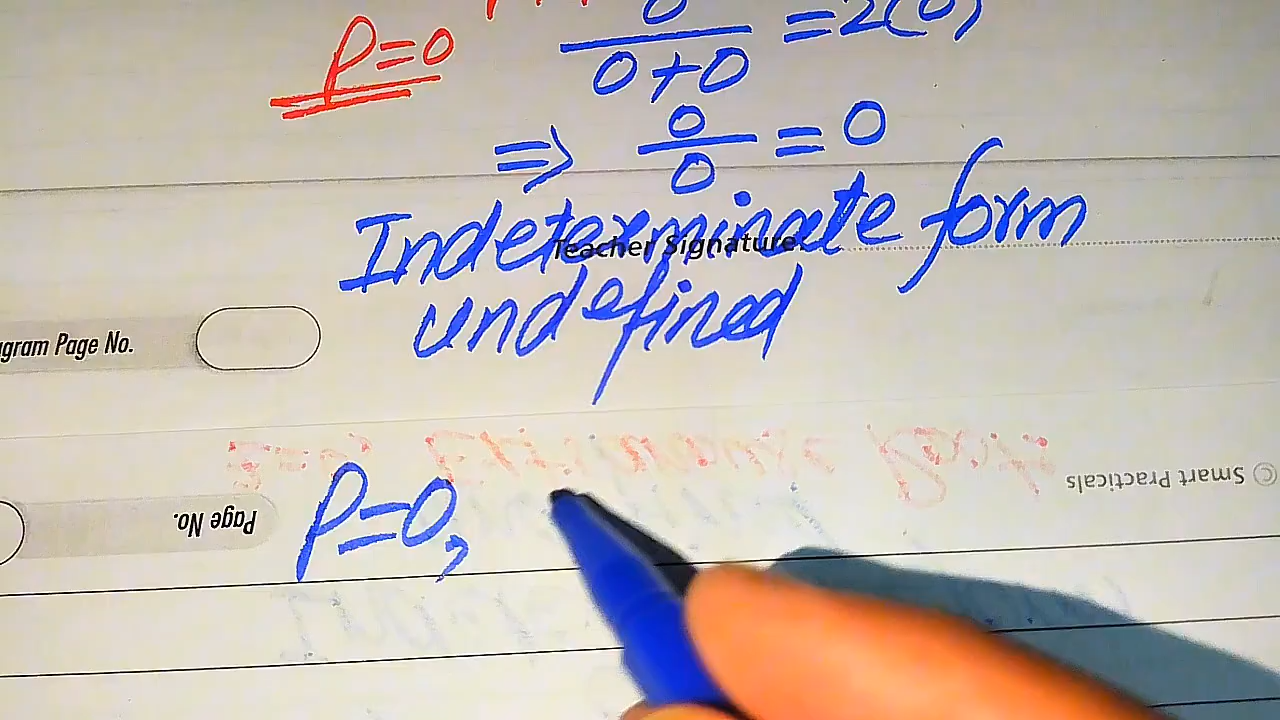 P=0
0/(0+0) = 2(0)
⇒ 0/0 = 0
Indeterminate form
Teacher Signature
undefined
gram Page No.
© Smart Practicals
P=0,
Page No.